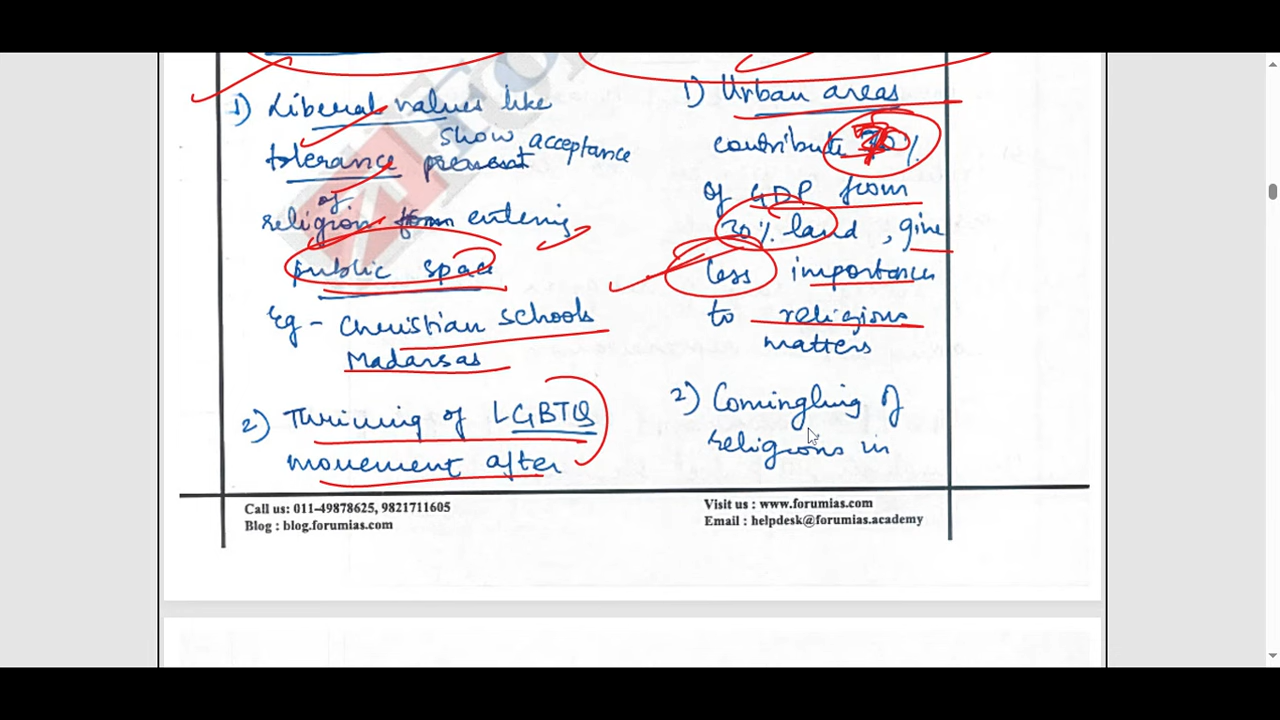 1) Liberal values like
show acceptance
tolerance
of
religion entering
public space
Eg - Christian schools
Madarsas
2) Thriving of LGBTQ
movement after
1) Urban areas
contribute 70%
of GDP from
30% land, give
less importance
to religious
matters
2) Comingling of
religions in
Call us: 011-49878625, 9821711605
Blog : blog.forumias.com
Visit us : www.forumias.com
Email : helpdesk@forumias.academy